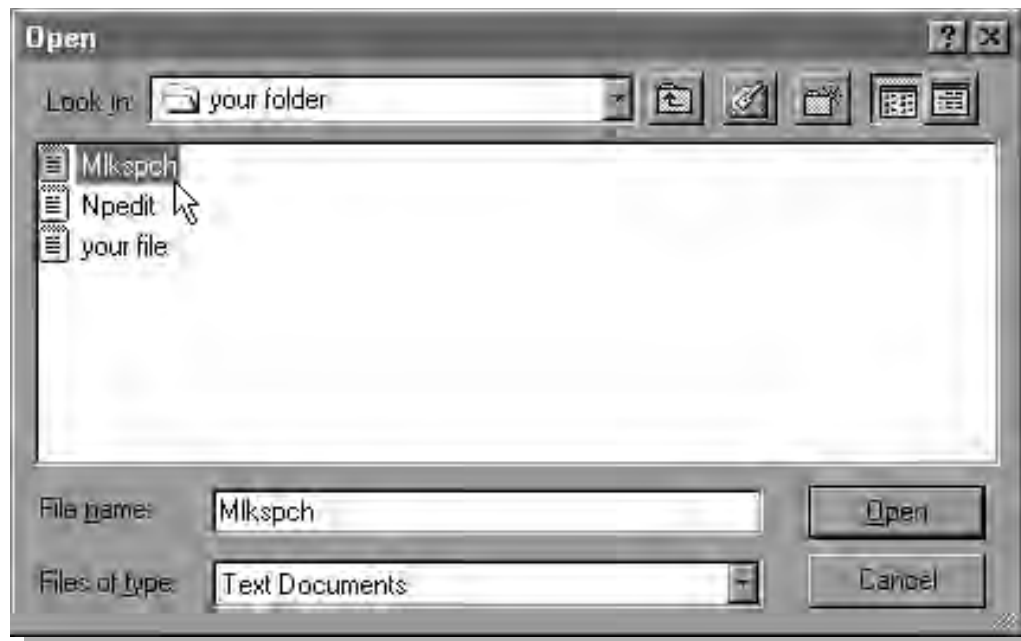 Open
Look in: your folder
Mlkspch
Npedit
your file
File name: Mlkspch Open
Files of type: Text Documents Cancel